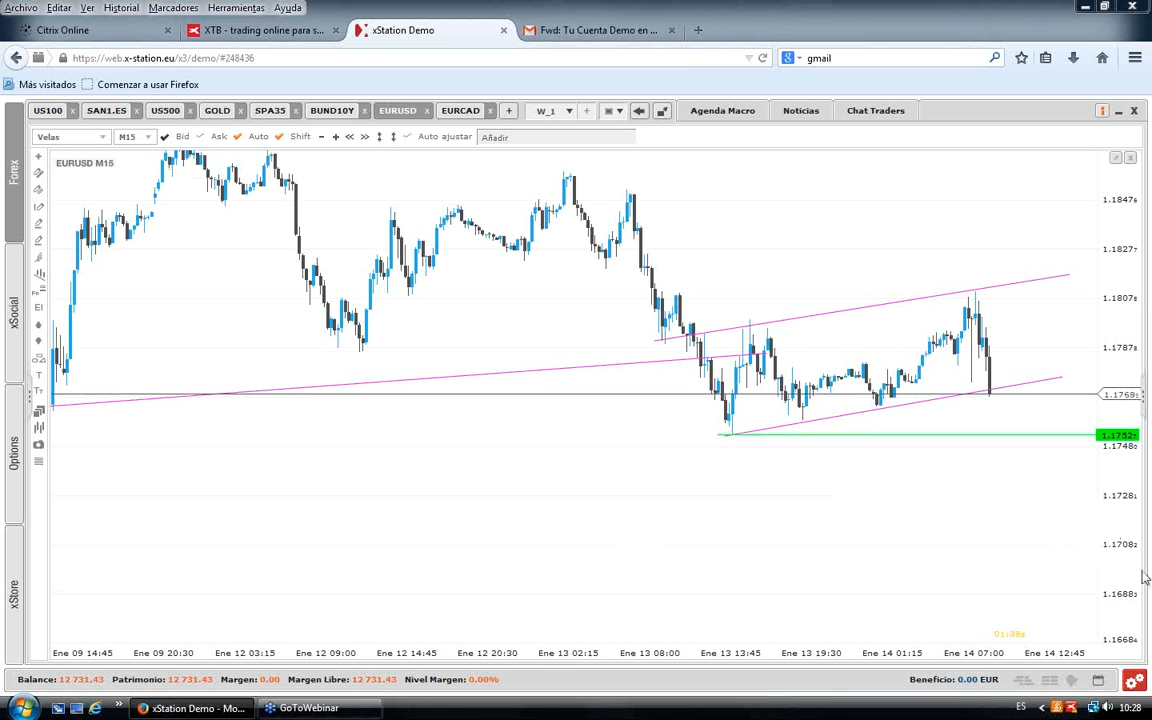 Archivo Editar Ver Historial Marcadores Herramientas Ayuda
Citrix Online × XTB - trading online para s... × xStation Demo × Fwd: Tu Cuenta Demo en ... × +
https://web.x-station.eu/x3/demo/#248436 gmail
Más visitados Comenzar a usar Firefox
US100 x SAN1.ES x US500 x GOLD x SPA35 x BUND10Y x EURUSD x EURCAD x + W_1 Agenda Macro Noticias Chat Traders
Velas M15 Bid Ask Auto Shift - + Auto ajustar Añadir
Forex
xSocial
Options
xStore
EURUSD M15
1.1847
1.1827
1.1807
1.1787
1.1769
1.1752
1.1748
1.1728
1.1708
1.1688
1.1668
01:38s
Ene 09 14:45 Ene 09 20:30 Ene 12 03:15 Ene 12 09:00 Ene 12 14:45 Ene 12 20:30 Ene 13 02:15 Ene 13 08:00 Ene 13 13:45 Ene 13 19:30 Ene 14 01:15 Ene 14 07:00 Ene 14 12:45
Balance: 12 731.43 Patrimonio: 12 731.43 Margen: 0.00 Margen Libre: 12 731.43 Nivel Margen: 0.00% Beneficio: 0.00 EUR
xStation Demo - Mo... GoToWebinar ES 10:28